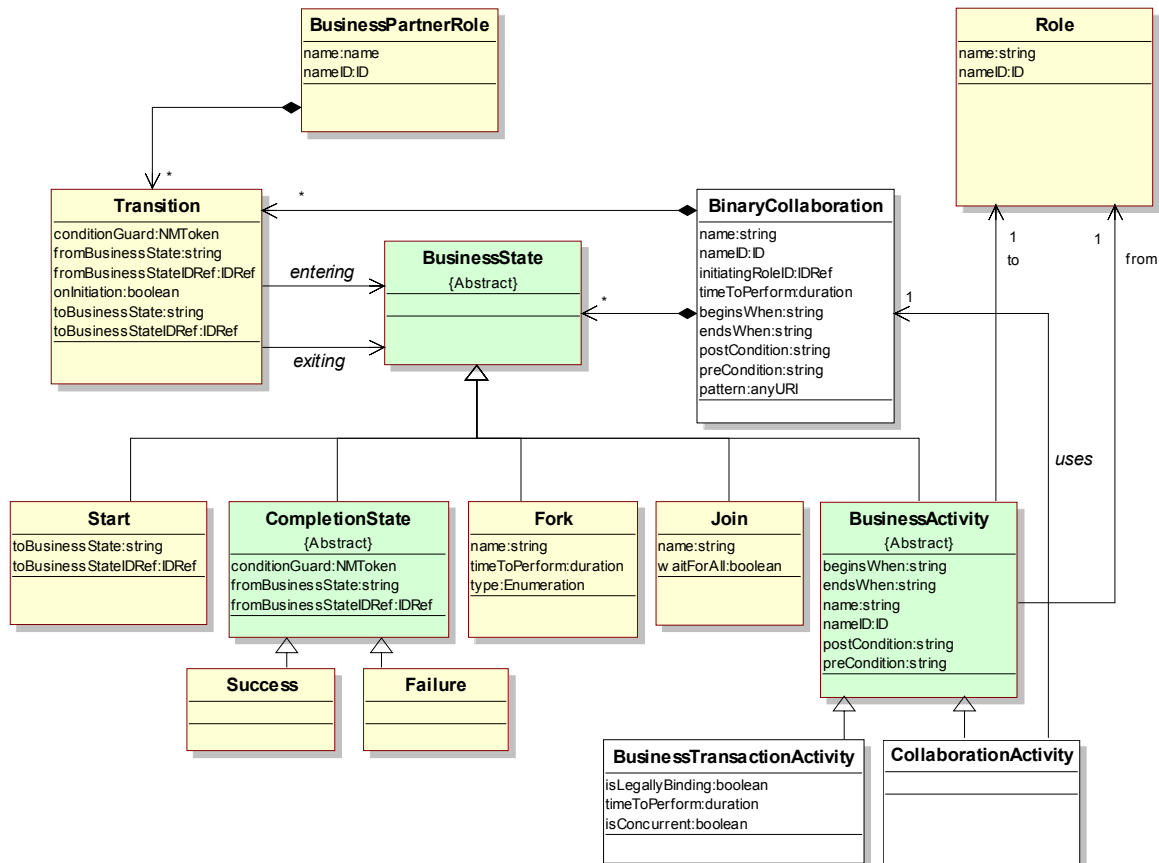 BusinessPartnerRole
name:name
nameID:ID
Role
name:string
nameID:ID
*
Transition
conditionGuard:NMToken
fromBusinessState:string
fromBusinessStateIDRef:IDRef
onInitiation:boolean
toBusinessState:string
toBusinessStateIDRef:IDRef
*
entering
exiting
BusinessState
{Abstract}
*
BinaryCollaboration
name:string
nameID:ID
initiatingRoleID:IDRef
timeToPerform:duration
beginsWhen:string
endsWhen:string
postCondition:string
preCondition:string
pattern:anyURI
1
1
to
1
from
uses
Start
toBusinessState:string
toBusinessStateIDRef:IDRef
CompletionState
{Abstract}
conditionGuard:NMToken
fromBusinessState:string
fromBusinessStateIDRef:IDRef
Fork
name:string
timeToPerform:duration
type:Enumeration
Join
name:string
waitForAll:boolean
BusinessActivity
{Abstract}
beginsWhen:string
endsWhen:string
name:string
nameID:ID
postCondition:string
preCondition:string
Success
Failure
BusinessTransactionActivity
isLegallyBinding:boolean
timeToPerform:duration
isConcurrent:boolean
CollaborationActivity